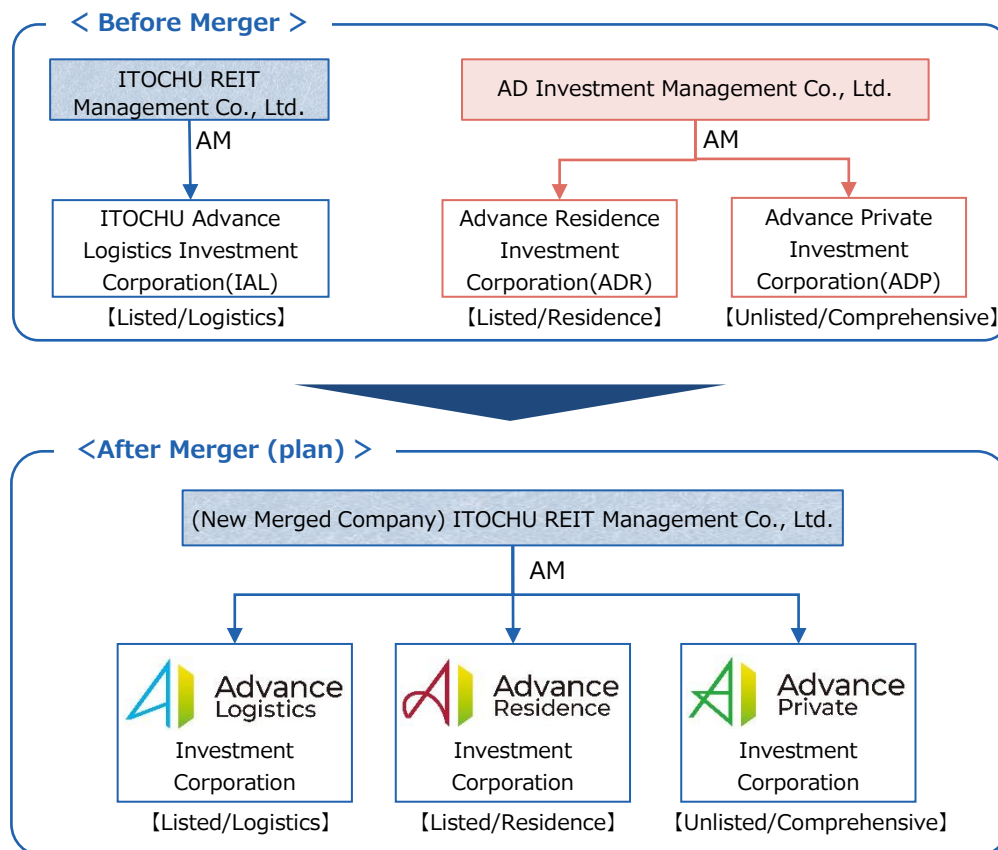 ＜ Before Merger ＞
ITOCHU REIT
Management Co., Ltd.
AM
ITOCHU Advance
Logistics Investment
Corporation(IAL)
【Listed/Logistics】
AD Investment Management Co., Ltd.
AM
Advance Residence
Investment
Corporation(ADR)
【Listed/Residence】
Advance Private
Investment
Corporation(ADP)
【Unlisted/Comprehensive】
＜After Merger (plan) ＞
(New Merged Company) ITOCHU REIT Management Co., Ltd.
AM
Advance
Logistics
Investment
Corporation
【Listed/Logistics】
Advance
Residence
Investment
Corporation
【Listed/Residence】
Advance
Private
Investment
Corporation
【Unlisted/Comprehensive】